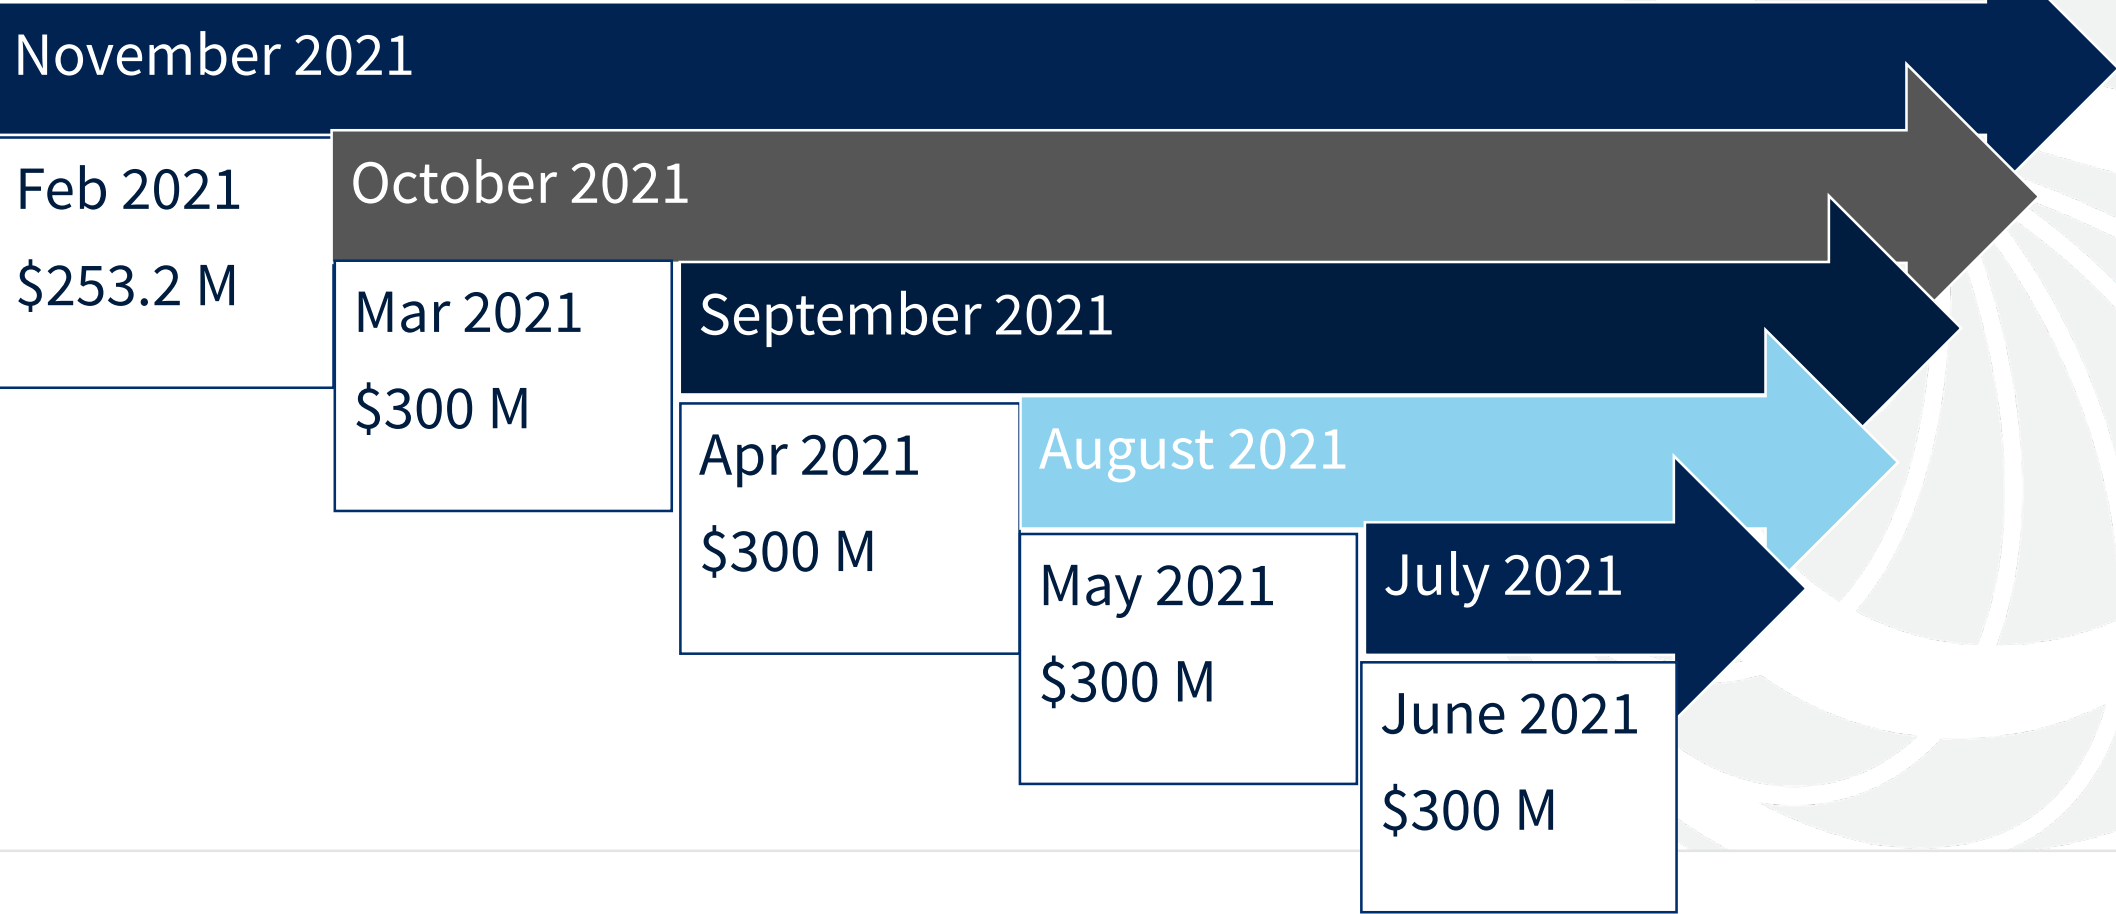 November 2021
Feb 2021
$253.2 M
October 2021
Mar 2021
$300 M
September 2021
Apr 2021
$300 M
August 2021
May 2021
$300 M
July 2021
June 2021
$300 M